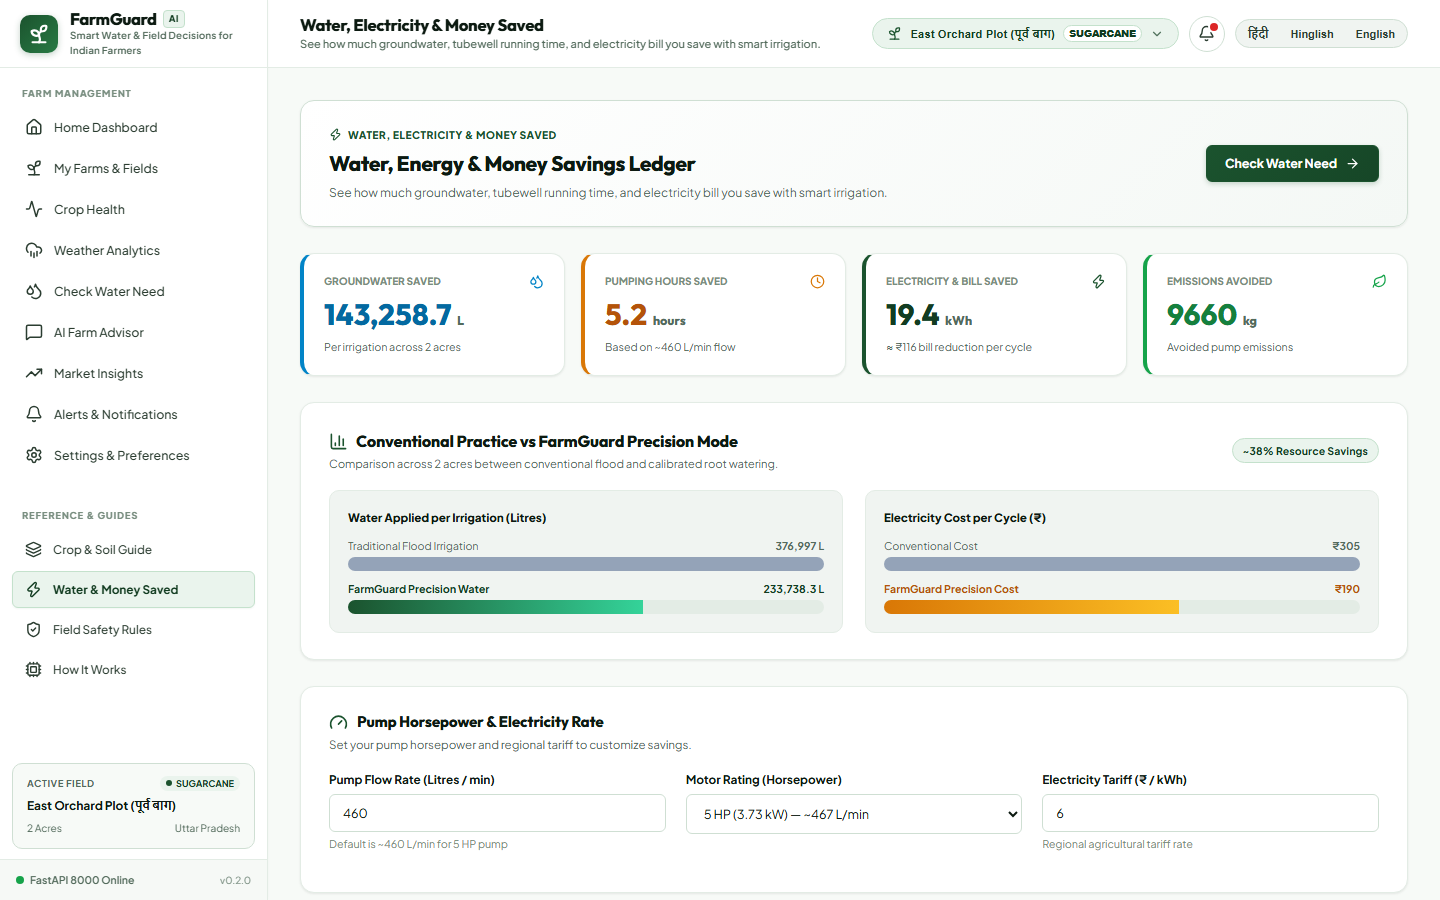 FarmGuard AI
Smart Water & Field Decisions for
Indian Farmers
FARM MANAGEMENT
Home Dashboard
My Farms & Fields
Crop Health
Weather Analytics
Check Water Need
AI Farm Advisor
Market Insights
Alerts & Notifications
Settings & Preferences
REFERENCE & GUIDES
Crop & Soil Guide
Water & Money Saved
Field Safety Rules
How It Works
ACTIVE FIELD SUGARCANE
East Orchard Plot (पूर्व बाग)
2 Acres Uttar Pradesh
FastAPI 8000 Online v0.2.0
Water, Electricity & Money Saved
See how much groundwater, tubewell running time, and electricity bill you save with smart irrigation.
East Orchard Plot (पूर्व बाग) SUGARCANE
हिंदी Hinglish English
WATER, ELECTRICITY & MONEY SAVED
Water, Energy & Money Savings Ledger
See how much groundwater, tubewell running time, and electricity bill you save with smart irrigation.
Check Water Need
GROUNDWATER SAVED
143,258.7 L
Per irrigation across 2 acres
PUMPING HOURS SAVED
5.2 hours
Based on ~460 L/min flow
ELECTRICITY & BILL SAVED
19.4 kWh
≈ ₹116 bill reduction per cycle
EMISSIONS AVOIDED
9660 kg
Avoided pump emissions
Conventional Practice vs FarmGuard Precision Mode
Comparison across 2 acres between conventional flood and calibrated root watering.
~38% Resource Savings
Water Applied per Irrigation (Litres)
Traditional Flood Irrigation 376,997 L
FarmGuard Precision Water 233,738.3 L
Electricity Cost per Cycle (₹)
Conventional Cost ₹305
FarmGuard Precision Cost ₹190
Pump Horsepower & Electricity Rate
Set your pump horsepower and regional tariff to customize savings.
Pump Flow Rate (Litres / min)
460
Default is ~460 L/min for 5 HP pump
Motor Rating (Horsepower)
5 HP (3.73 kW) — ~467 L/min
Electricity Tariff (₹ / kWh)
6
Regional agricultural tariff rate